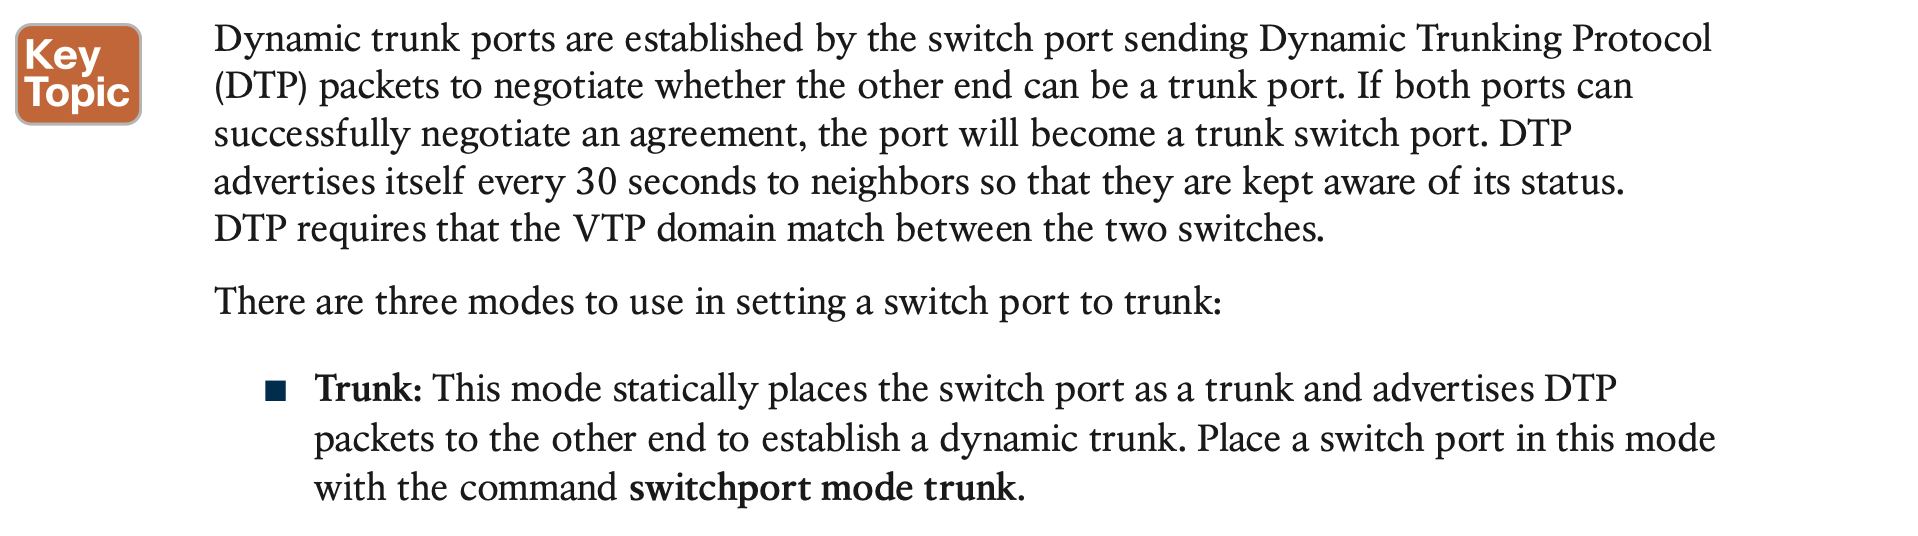 Key
Topic
Dynamic trunk ports are established by the switch port sending Dynamic Trunking Protocol
(DTP) packets to negotiate whether the other end can be a trunk port. If both ports can
successfully negotiate an agreement, the port will become a trunk switch port. DTP
advertises itself every 30 seconds to neighbors so that they are kept aware of its status.
DTP requires that the VTP domain match between the two switches.
There are three modes to use in setting a switch port to trunk:
■ Trunk: This mode statically places the switch port as a trunk and advertises DTP
packets to the other end to establish a dynamic trunk. Place a switch port in this mode
with the command switchport mode trunk.